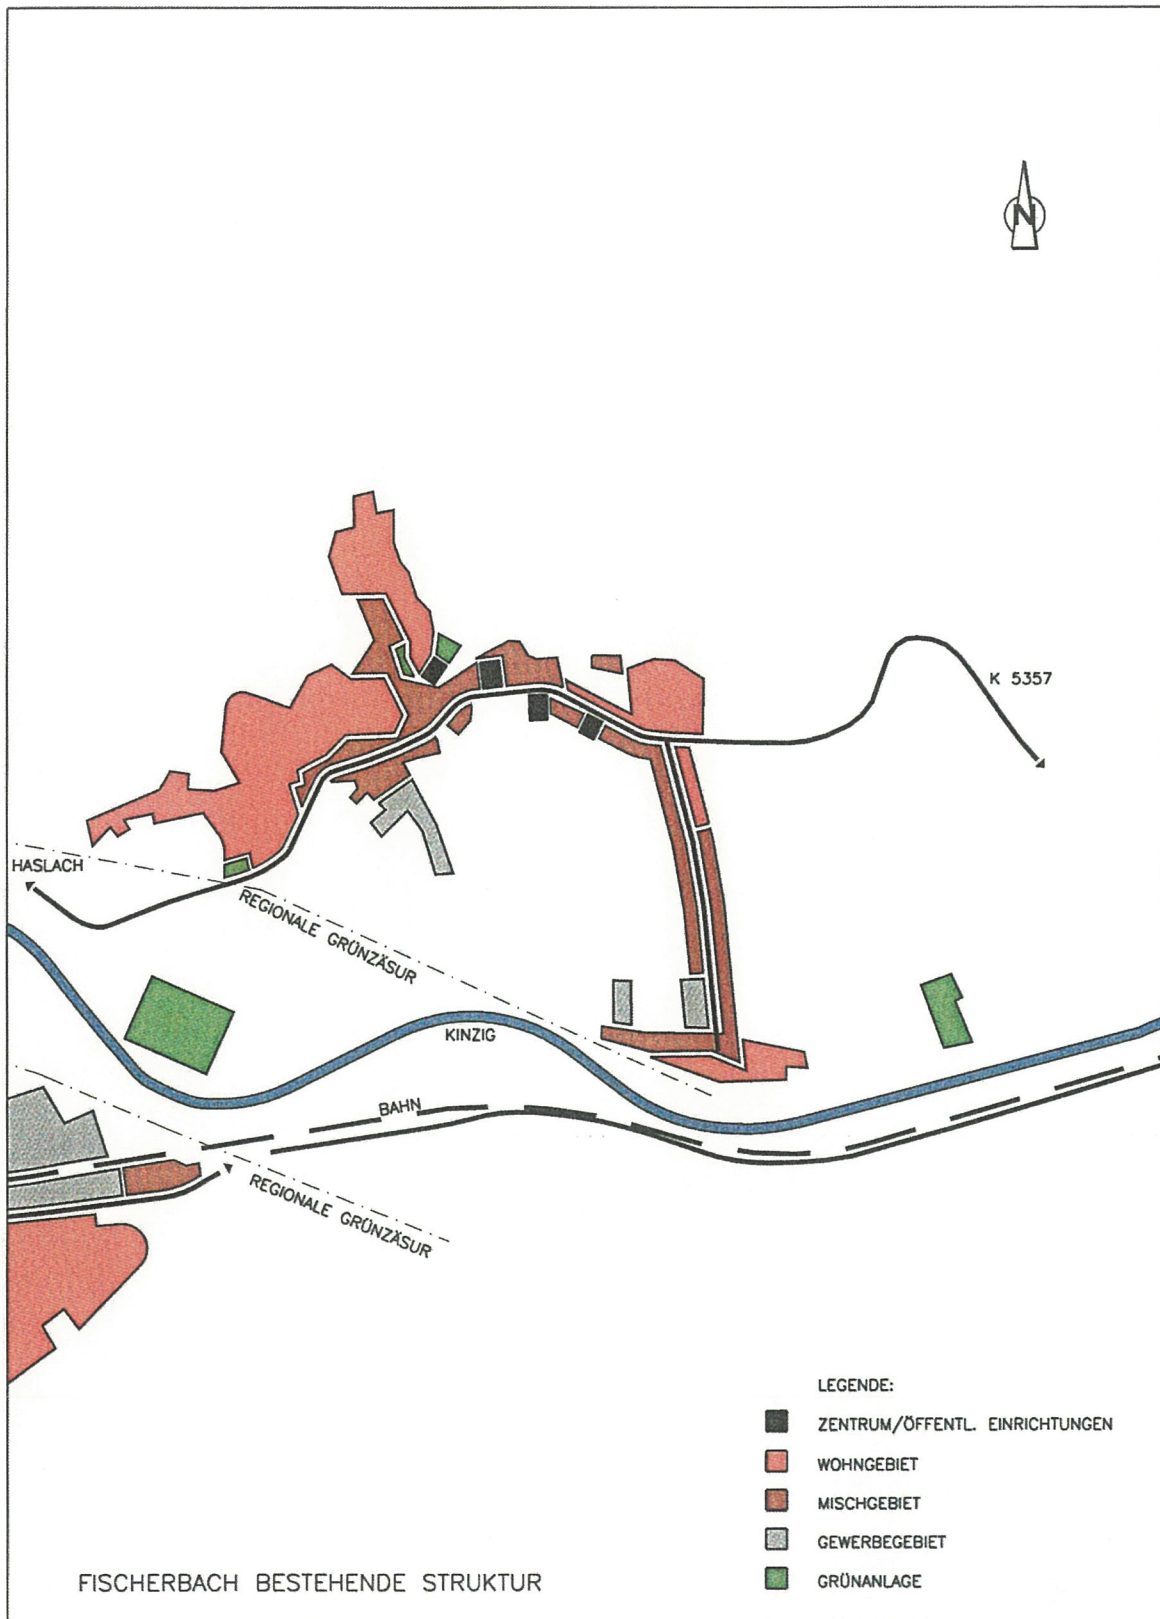 N
K 5357
HASLACH
REGIONALE GRÜNZÄSUR
KINZIG
BAHN
REGIONALE GRÜNZÄSUR
LEGENDE:
ZENTRUM/ÖFFENTL. EINRICHTUNGEN
WOHNGEBIET
MISCHGEBIET
GEWERBEGEBIET
GRÜNANLAGE
FISCHERBACH BESTEHENDE STRUKTUR